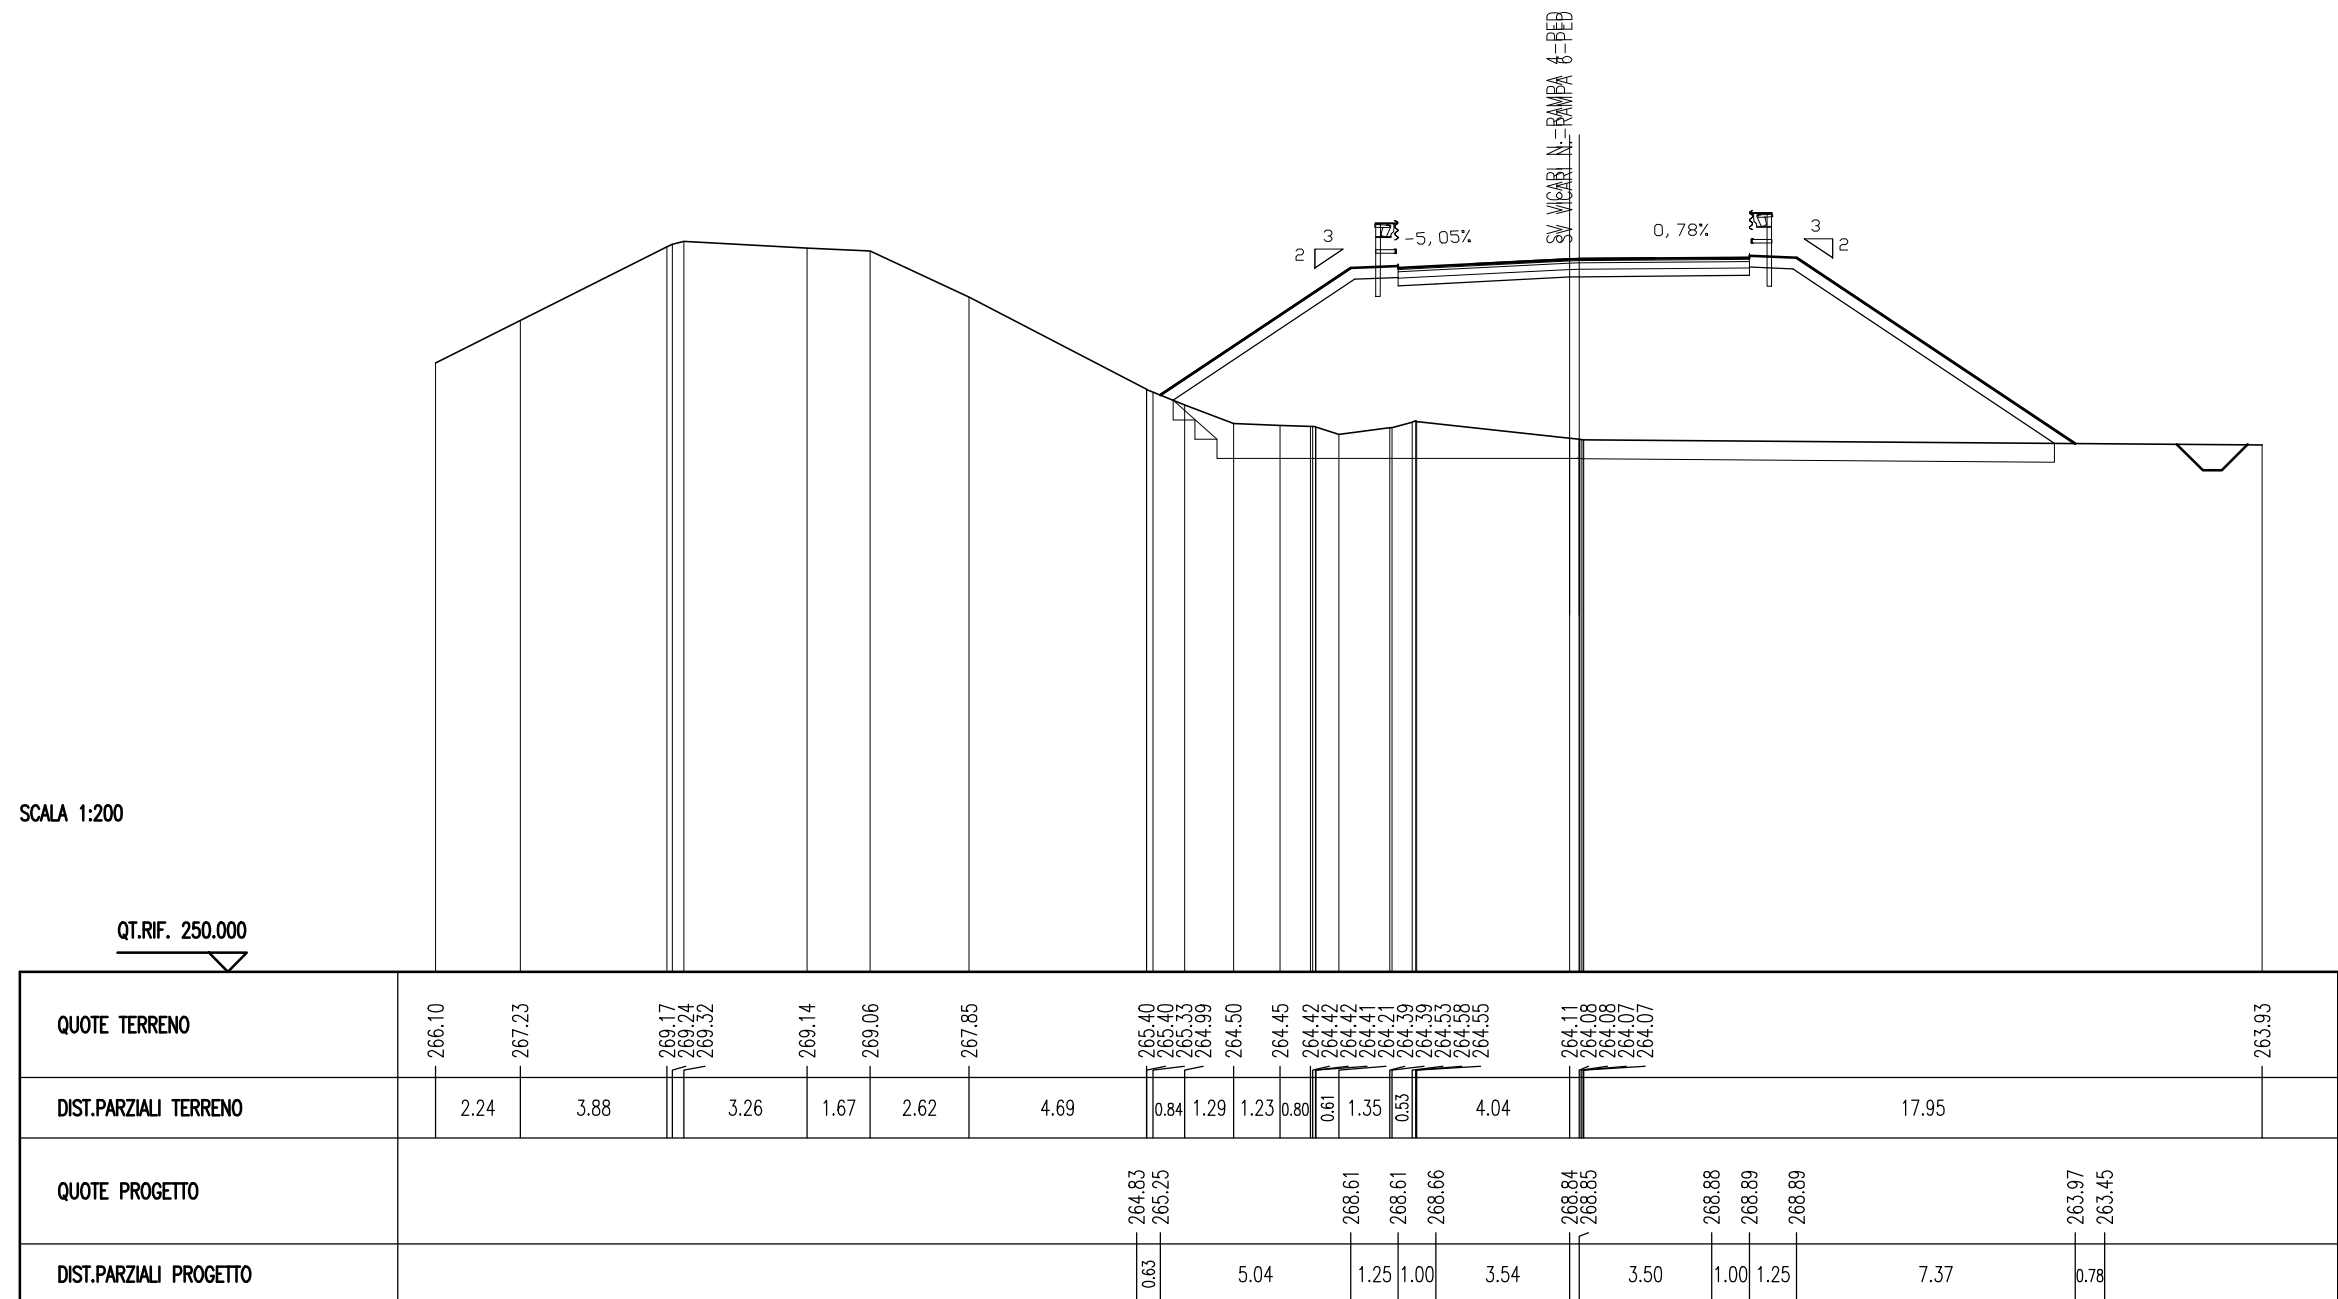 SV VICARI N.-RAMPA 4-PED
SV VICARI N.-RAMPA 6-PED
3
2
-5,05%
0,78%
3
2
SCALA 1:200
QT.RIF. 250.000
QUOTE TERRENO
266.10 267.23 269.17 269.24 269.32 269.14 269.06 267.85 265.40 265.40 265.33 264.99 264.50 264.45 264.42 264.42 264.42 264.41 264.21 264.39 264.39 264.53 264.58 264.55 264.11 264.08 264.08 264.07 264.07 263.93
DIST.PARZIALI TERRENO
2.24 3.88 3.26 1.67 2.62 4.69 0.84 1.29 1.23 0.80 0.61 1.35 0.53 4.04 17.95
QUOTE PROGETTO
264.83 265.25 268.61 268.61 268.66 268.84 268.85 268.88 268.89 268.89 263.97 263.45
DIST.PARZIALI PROGETTO
0.63 5.04 1.25 1.00 3.54 3.50 1.00 1.25 7.37 0.78